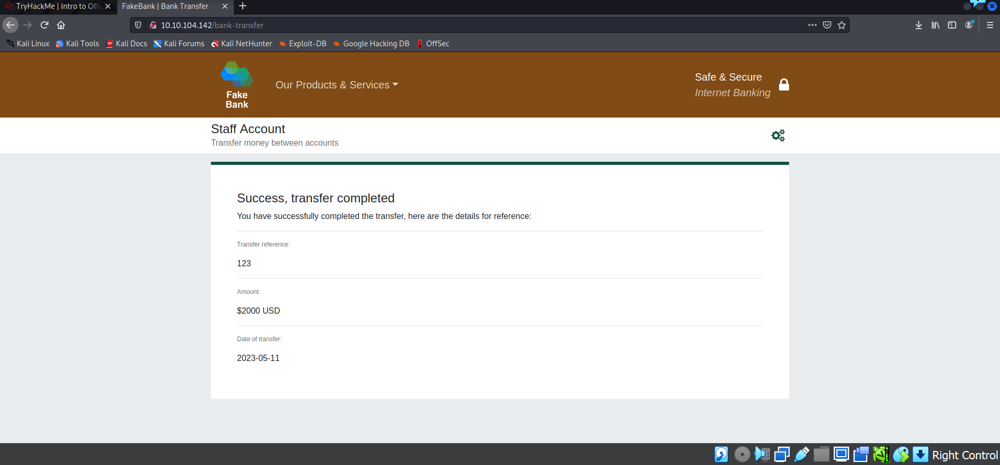 TryHackMe | Intro to Offe
FakeBank | Bank Transfer
10.10.104.142/bank-transfer
Kali Linux
Kali Tools
Kali Docs
Kali Forums
Kali NetHunter
Exploit-DB
Google Hacking DB
OffSec
Fake
Bank
Our Products & Services
Safe & Secure
Internet Banking
Staff Account
Transfer money between accounts
Success, transfer completed
You have successfully completed the transfer, here are the details for reference:
Transfer reference:
123
Amount:
$2000 USD
Date of transfer:
2023-05-11
Right Control